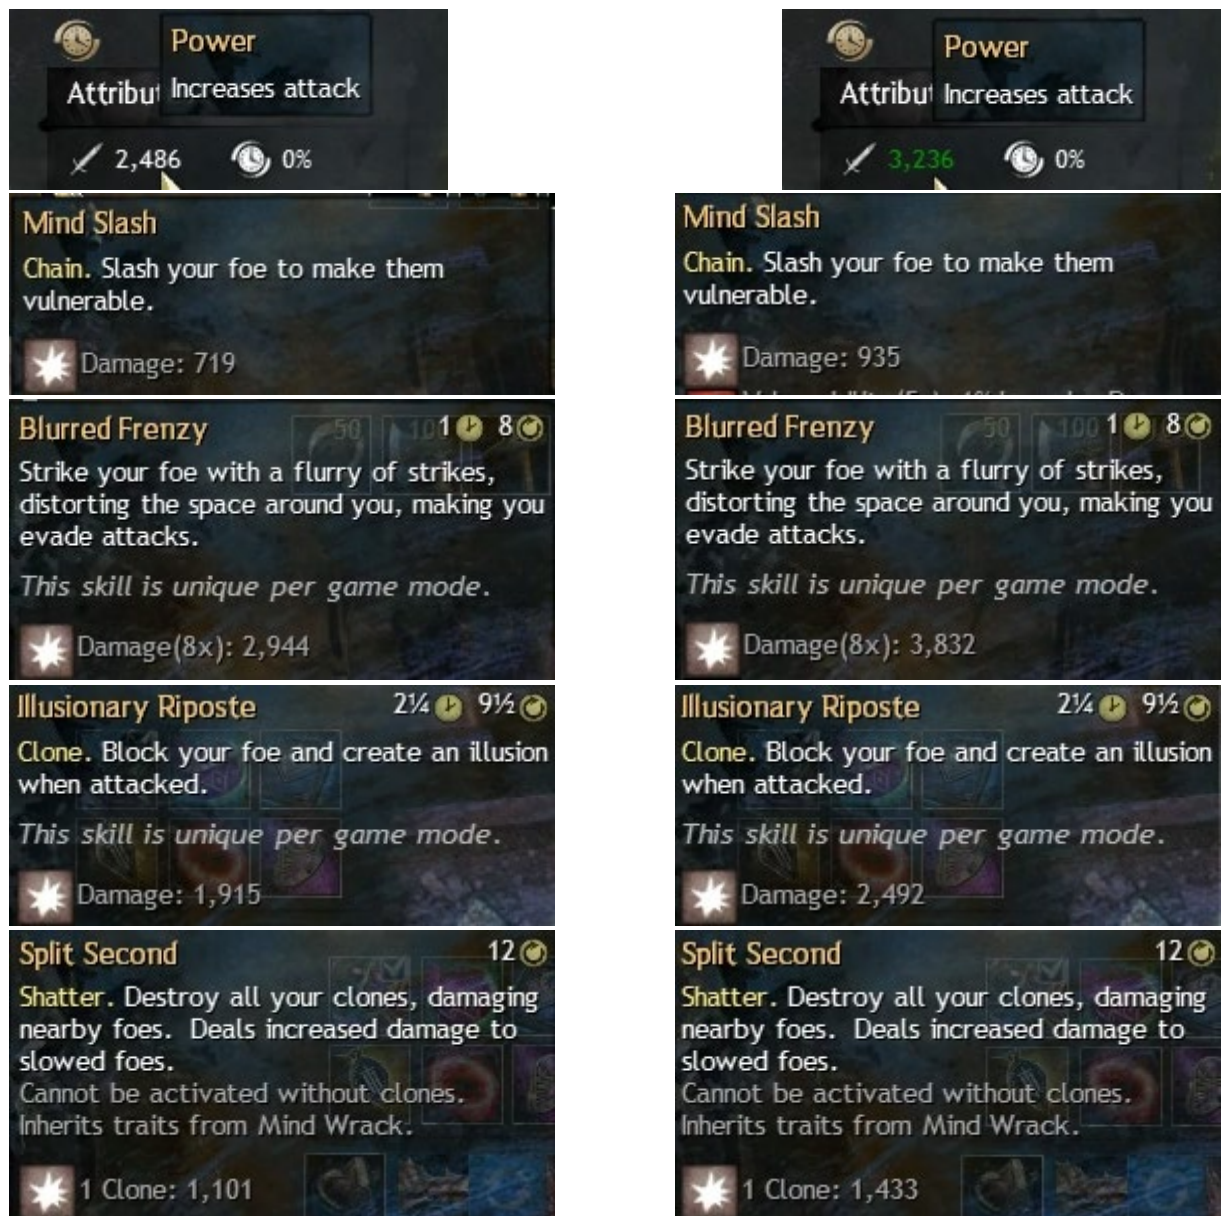 Power
Increases attack
Attribut
2,486 0%
Power
Increases attack
Attribut
3,236 0%
Mind Slash
Chain. Slash your foe to make them
vulnerable.
Damage: 719
Mind Slash
Chain. Slash your foe to make them
vulnerable.
Damage: 935
Blurred Frenzy 1 8
Strike your foe with a flurry of strikes,
distorting the space around you, making you
evade attacks.
This skill is unique per game mode.
Damage(8x): 2,944
Blurred Frenzy 1 8
Strike your foe with a flurry of strikes,
distorting the space around you, making you
evade attacks.
This skill is unique per game mode.
Damage(8x): 3,832
Illusionary Riposte 2¼ 9½
Clone. Block your foe and create an illusion
when attacked.
This skill is unique per game mode.
Damage: 1,915
Illusionary Riposte 2¼ 9½
Clone. Block your foe and create an illusion
when attacked.
This skill is unique per game mode.
Damage: 2,492
Split Second 12
Shatter. Destroy all your clones, damaging
nearby foes. Deals increased damage to
slowed foes.
Cannot be activated without clones.
Inherits traits from Mind Wrack.
1 Clone: 1,101
Split Second 12
Shatter. Destroy all your clones, damaging
nearby foes. Deals increased damage to
slowed foes.
Cannot be activated without clones.
Inherits traits from Mind Wrack.
1 Clone: 1,433